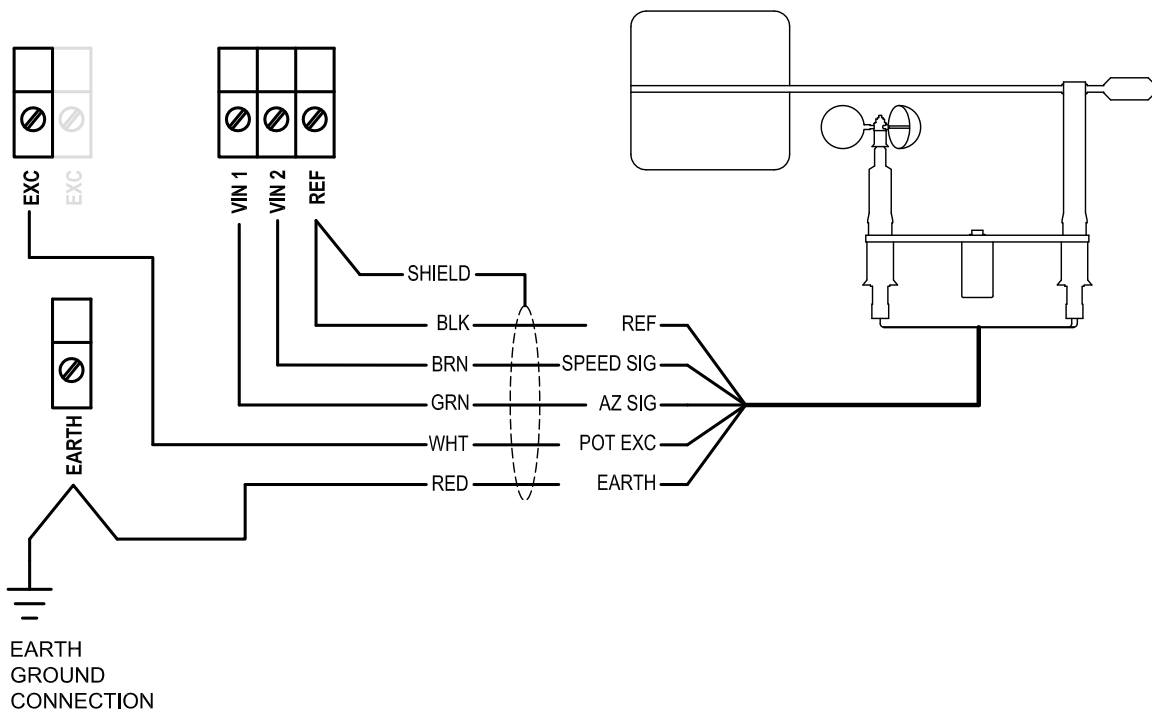 EXC
EXC
VIN 1
VIN 2
REF
SHIELD
BLK
REF
BRN
SPEED SIG
GRN
AZ SIG
WHT
POT EXC
RED
EARTH
EARTH
EARTH
GROUND
CONNECTION